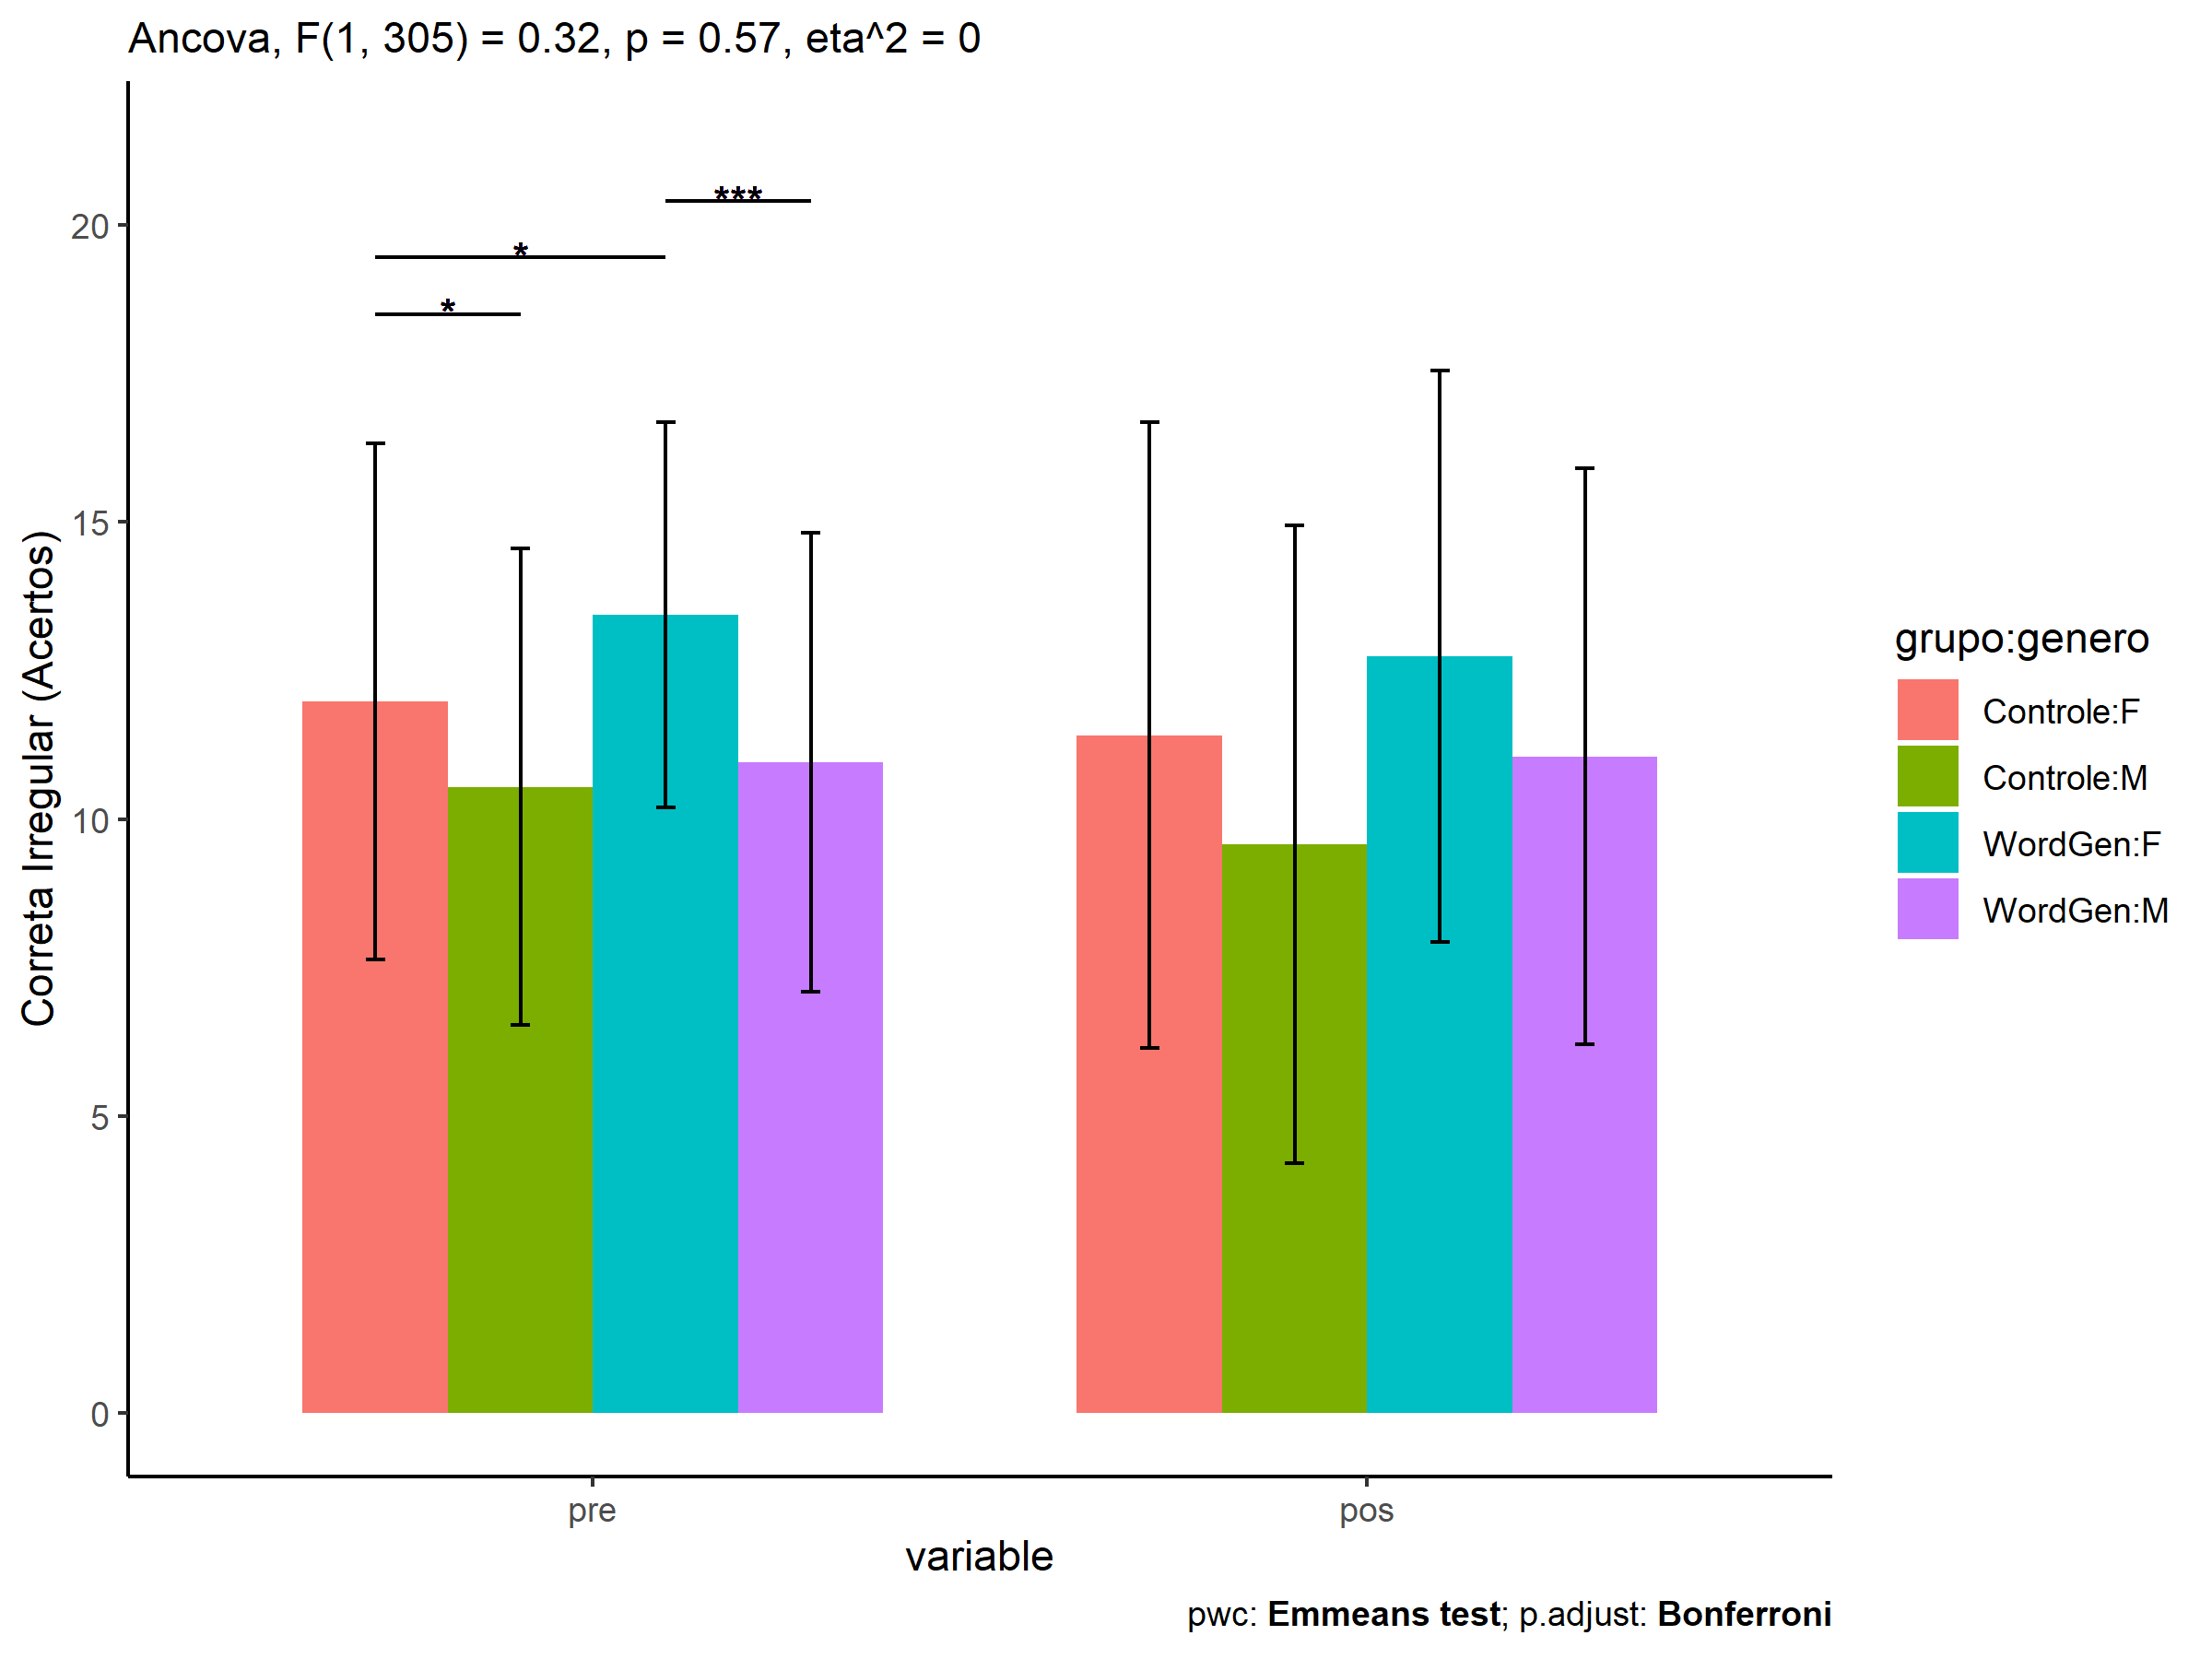 Ancova, F(1, 305) = 0.32, p = 0.57, eta^2 = 0
20
15
10
5
0
Correta Irregular (Acertos)
***
*
*
pre
pos
variable
grupo:genero
Controle:F
Controle:M
WordGen:F
WordGen:M
pwc: Emmeans test; p.adjust: Bonferroni